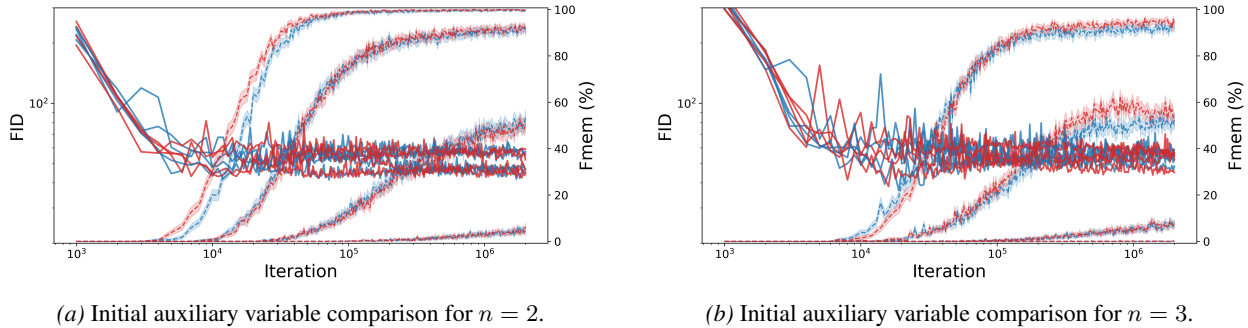 FID
10²
100
80
60
40
20
0
Fmem (%)
10³
10⁴
10⁵
10⁶
Iteration
(a) Initial auxiliary variable comparison for n = 2.
FID
10²
100
80
60
40
20
0
Fmem (%)
10³
10⁴
10⁵
10⁶
Iteration
(b) Initial auxiliary variable comparison for n = 3.